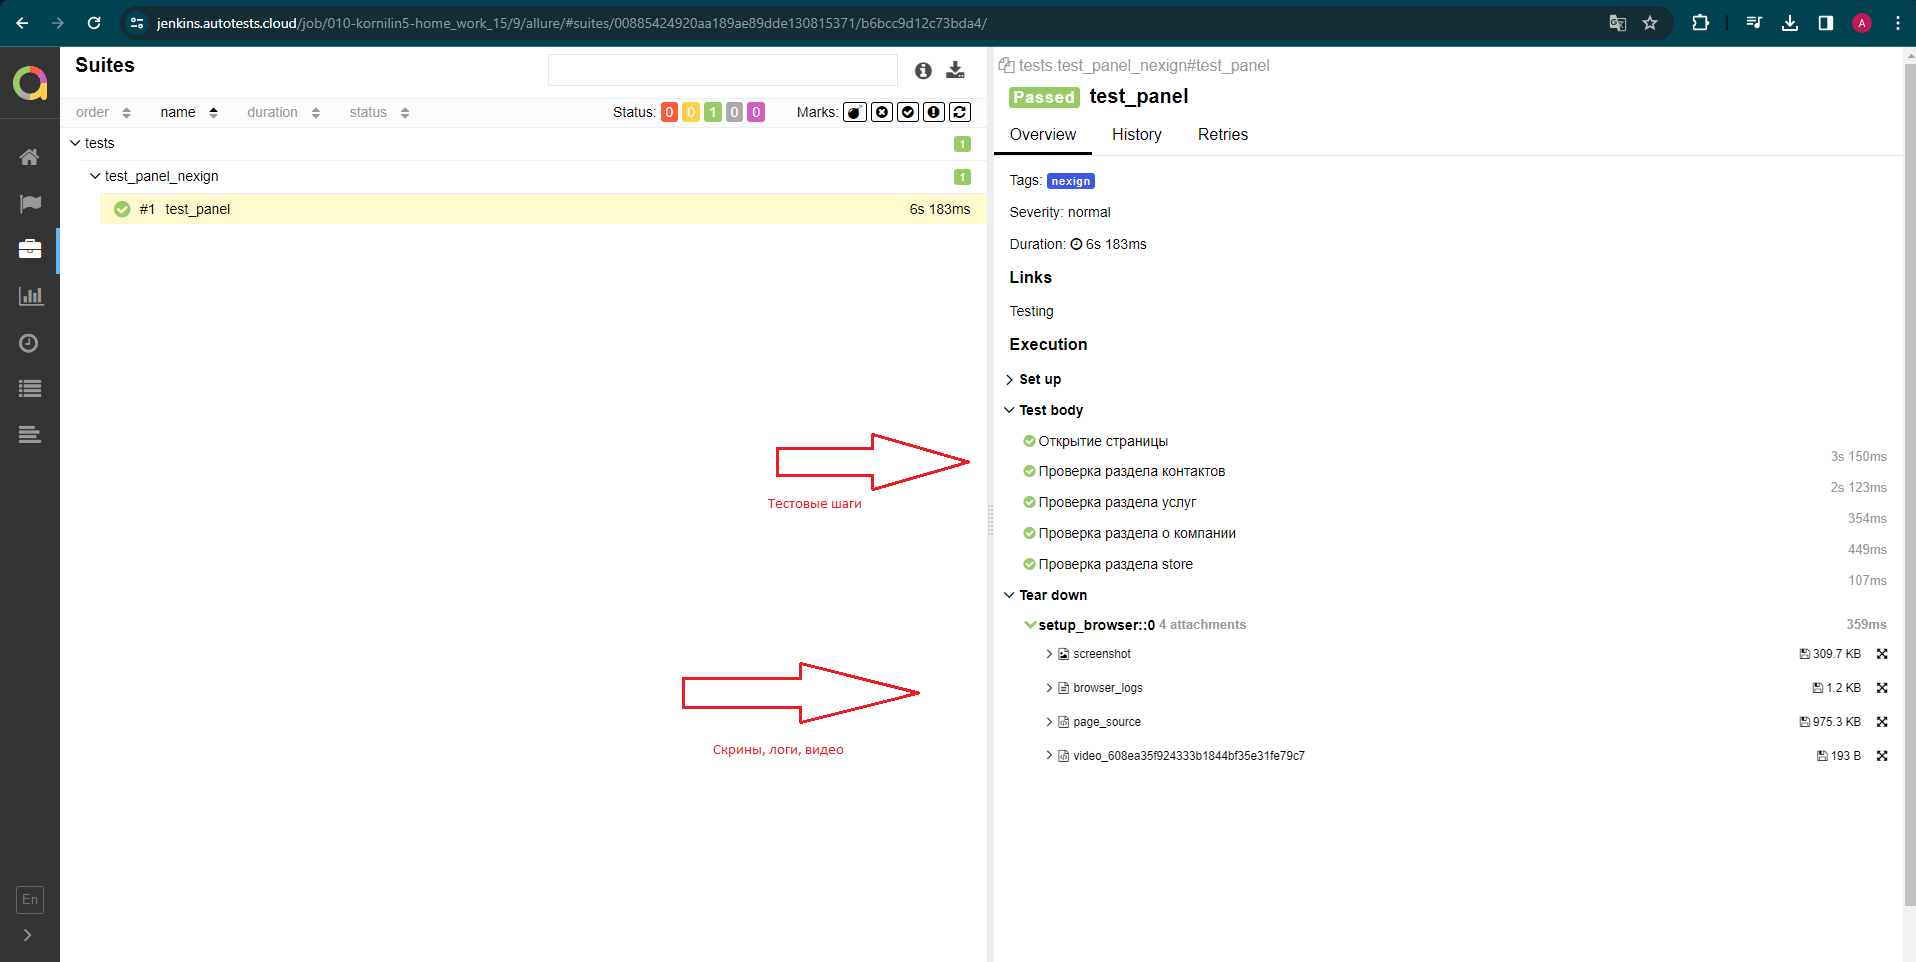 jenkins.autotests.cloud/job/010-kornilin5-home_work_15/9/allure/#suites/00885424920aa189ae89dde130815371/b6bcc9d12c73bda4/
A
Suites
order name duration status Status: 0 0 1 0 0 Marks:
tests 1
test_panel_nexign 1
#1 test_panel 6s 183ms
Тестовые шаги
Скрины, логи, видео
En
tests.test_panel_nexign#test_panel
Passed test_panel
Overview History Retries
Tags: nexign
Severity: normal
Duration: 6s 183ms
Links
Testing
Execution
Set up
Test body
Открытие страницы
3s 150ms
Проверка раздела контактов
2s 123ms
Проверка раздела услуг
354ms
Проверка раздела о компании
449ms
Проверка раздела store
107ms
Tear down
setup_browser::0 4 attachments 359ms
screenshot 309.7 KB
browser_logs 1.2 KB
page_source 975.3 KB
video_608ea35f924333b1844bf35e31fe79c7 193 B